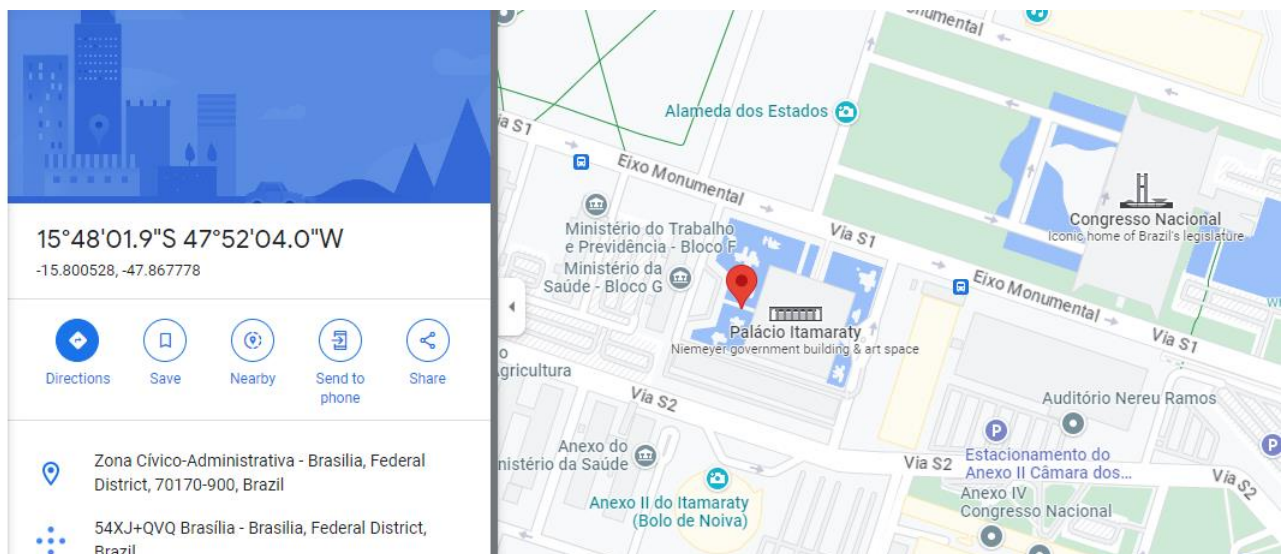 15°48'01.9"S 47°52'04.0"W
-15.800528, -47.867778
Directions
Save
Nearby
Send to
phone
Share
Zona Cívico-Administrativa - Brasilia, Federal
District, 70170-900, Brazil
54XJ+QVQ Brasília - Brasilia, Federal District,
Brazil
Monumental
Alameda dos Estados
Via S1
Eixo Monumental
Ministério do Trabalho
e Previdência - Bloco F
Ministério da
Saúde - Bloco G
Via S1
Congresso Nacional
Iconic home of Brazil's legislature
Eixo Monumental
Via S1
Palácio Itamaraty
Niemeyer government building & art space
gricultura
Via S2
Auditório Nereu Ramos
P
Estacionamento do
Anexo II Câmara dos...
P
Anexo do
nistério da Saúde
Via S2
Via S2
Anexo II do Itamaraty
(Bolo de Noiva)
Anexo IV
Congresso Nacional